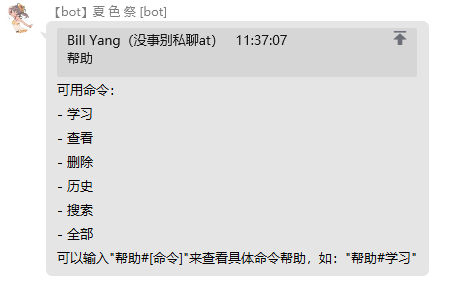 【bot】夏 色 祭 [bot]
Bill Yang（没事别私聊at） 11:37:07
帮助
可用命令：
- 学习
- 查看
- 删除
- 历史
- 搜索
- 全部
可以输入"帮助#[命令]"来查看具体命令帮助，如："帮助#学习"